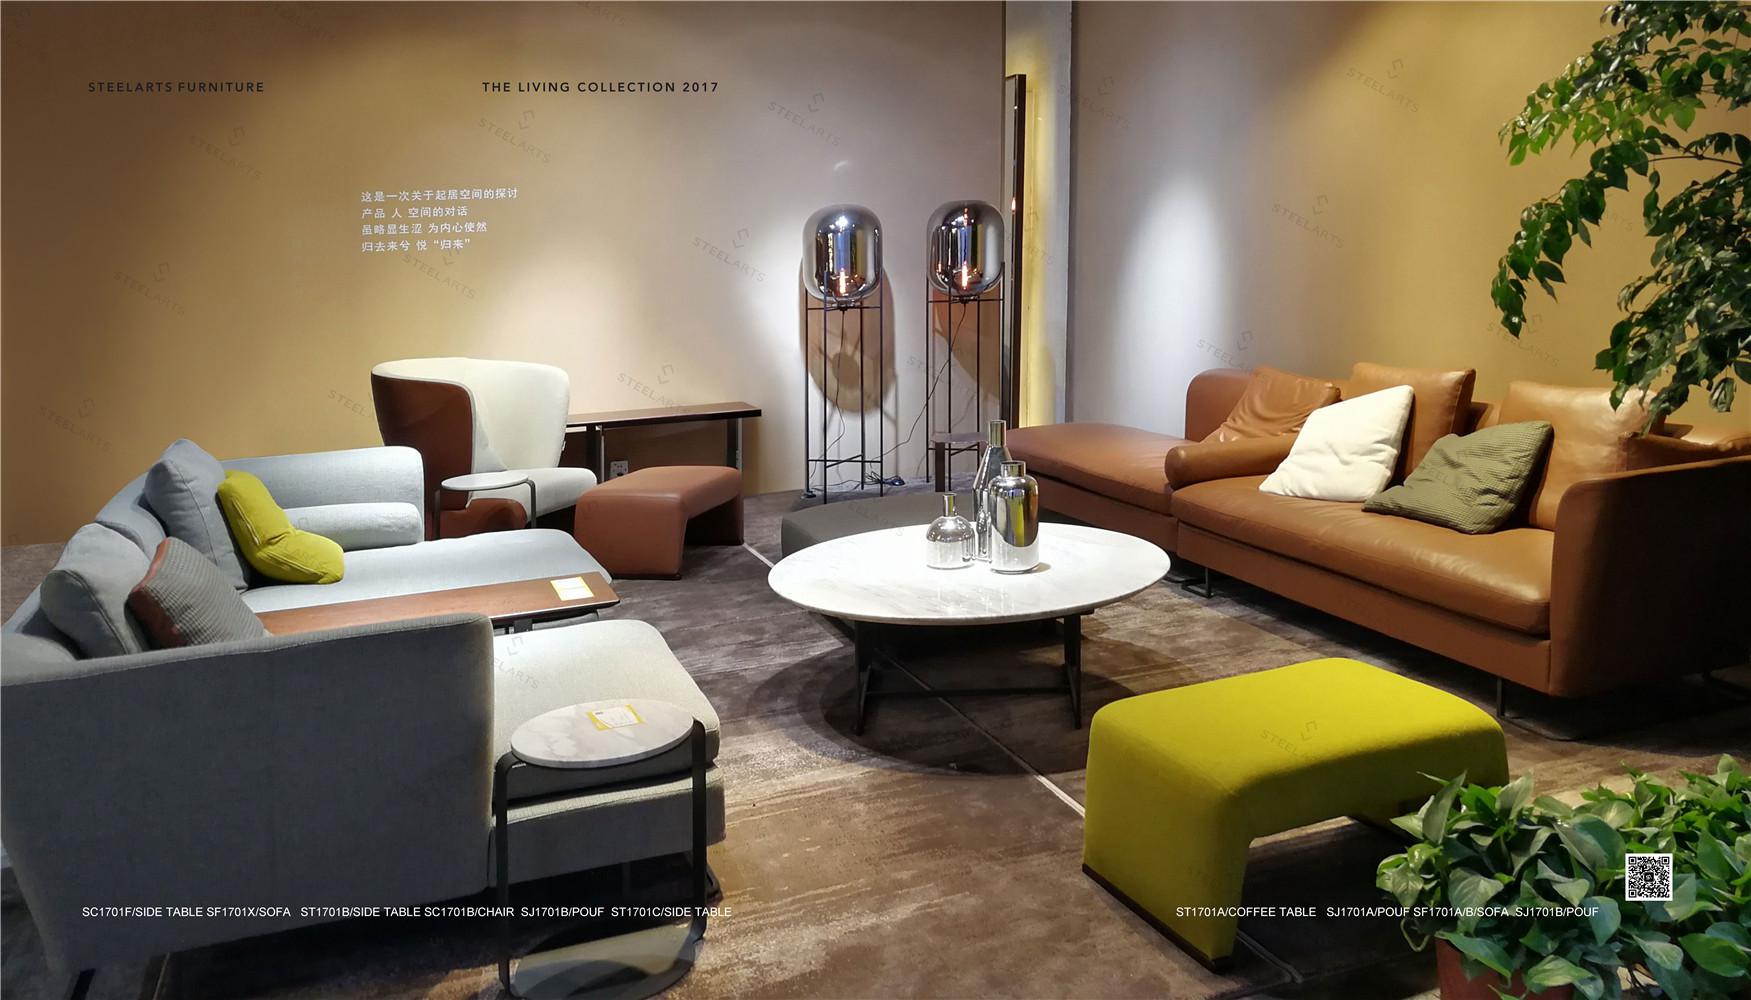 STEELARTS FURNITURE
THE LIVING COLLECTION 2017
这是一次关于起居空间的探讨
产品 人 空间的对话
虽略显生涩 为内心使然
归去来兮 悦 “归来”
SC1701F/SIDE TABLE SF1701X/SOFA ST1701B/SIDE TABLE SC1701B/CHAIR SJ1701B/POUF ST1701C/SIDE TABLE
ST1701A/COFFEE TABLE SJ1701A/POUF SF1701A/B/SOFA SJ1701B/POUF
STEELARTS